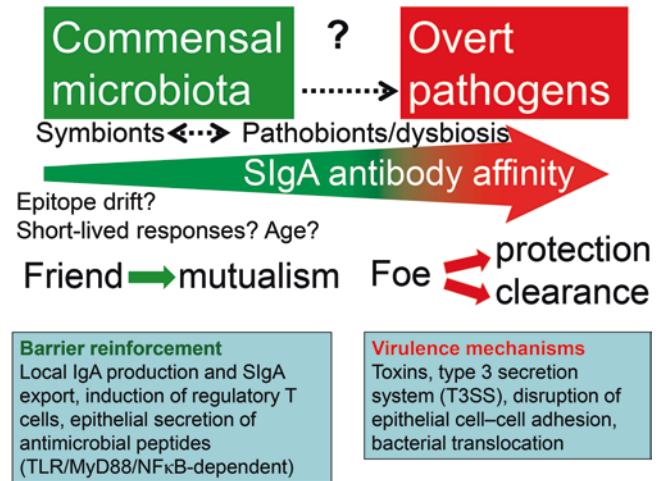 Commensal microbiota
?
Overt pathogens
Symbionts
Pathobionts/dysbiosis
SIgA antibody affinity
Epitope drift?
Short-lived responses? Age?
Friend
mutualism
Foe
protection
clearance
Barrier reinforcement
Local IgA production and SIgA
export, induction of regulatory T
cells, epithelial secretion of
antimicrobial peptides
(TLR/MyD88/NFκB-dependent)
Virulence mechanisms
Toxins, type 3 secretion
system (T3SS), disruption of
epithelial cell–cell adhesion,
bacterial translocation